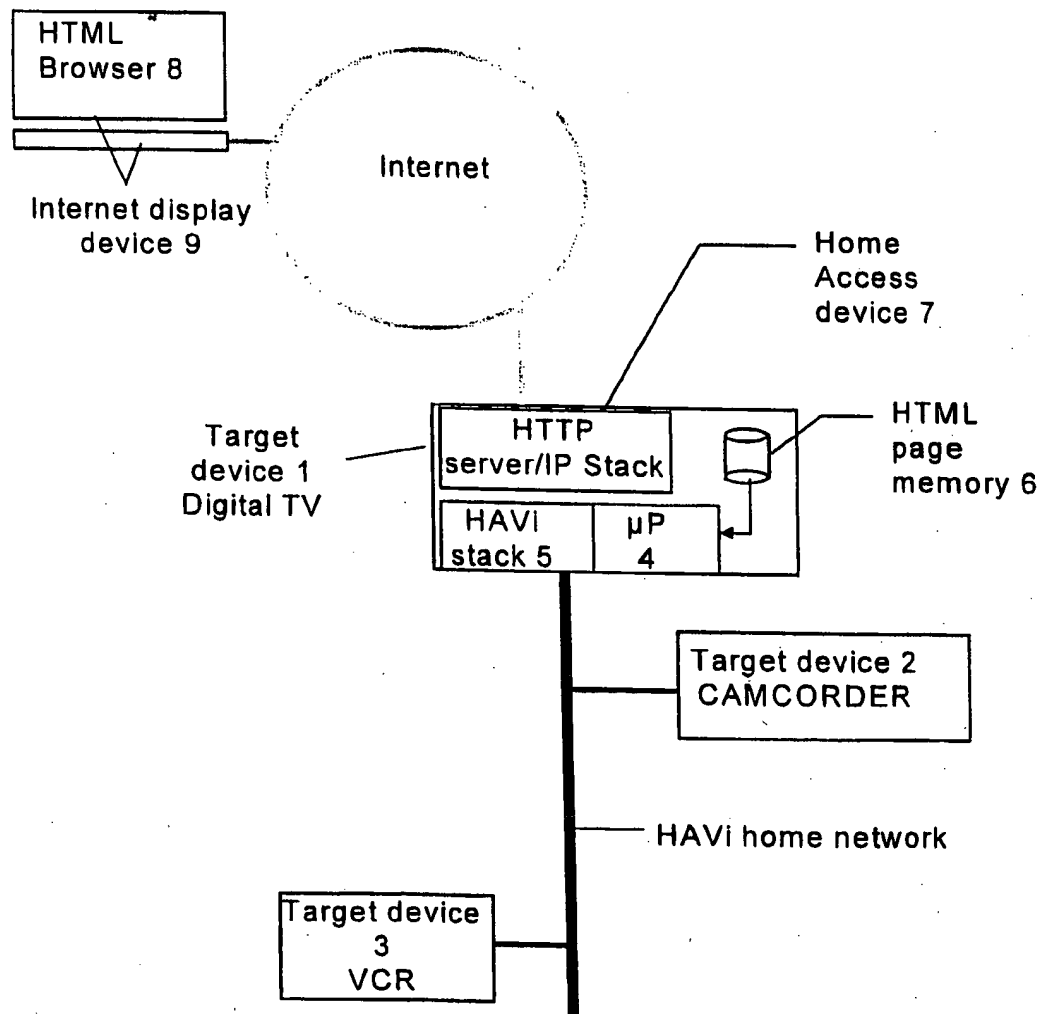 HTML
Browser 8
Internet
Internet display
device 9
Home
Access
device 7
Target
device 1
Digital TV
HTTP
server/IP Stack
HTML
page
memory 6
HAVi
stack 5
µP
4
Target device 2
CAMCORDER
HAVi home network
Target device
3
VCR